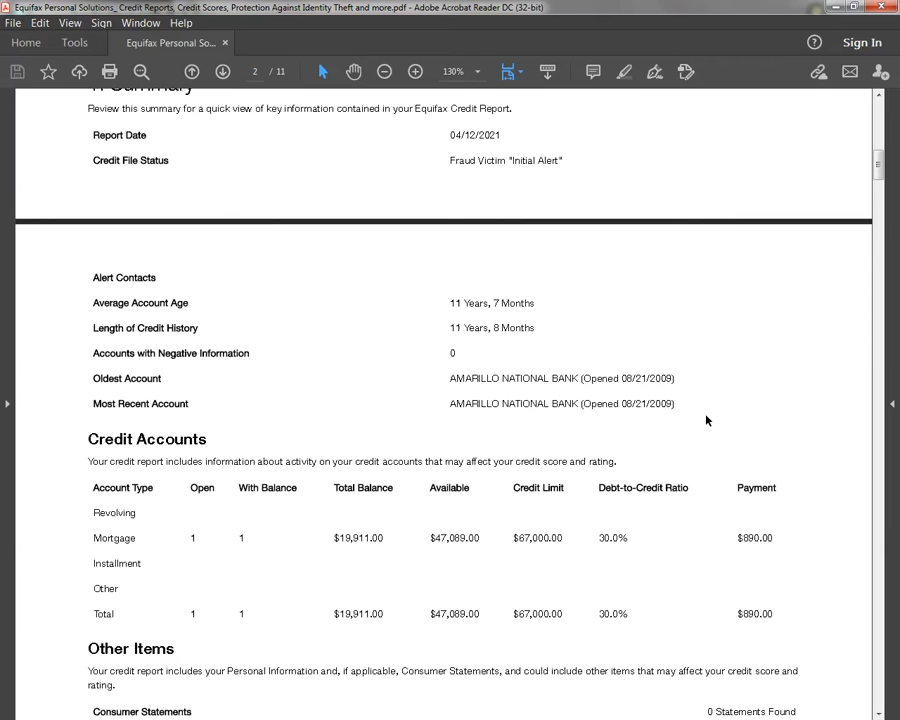 Equifax Personal Solutions_ Credit Reports, Credit Scores, Protection Against Identity Theft and more.pdf - Adobe Acrobat Reader DC (32-bit)
File Edit View Sign Window Help
Home Tools Equifax Personal So... × ? Sign In
2 / 11 130%
1. Summary
Review this summary for a quick view of key information contained in your Equifax Credit Report.
Report Date 04/12/2021
Credit File Status Fraud Victim "Initial Alert"
Alert Contacts
Average Account Age 11 Years, 7 Months
Length of Credit History 11 Years, 8 Months
Accounts with Negative Information 0
Oldest Account AMARILLO NATIONAL BANK (Opened 08/21/2009)
Most Recent Account AMARILLO NATIONAL BANK (Opened 08/21/2009)
Credit Accounts
Your credit report includes information about activity on your credit accounts that may affect your credit score and rating.
Account Type Open With Balance Total Balance Available Credit Limit Debt-to-Credit Ratio Payment
Revolving
Mortgage 1 1 $19,911.00 $47,089.00 $67,000.00 30.0% $890.00
Installment
Other
Total 1 1 $19,911.00 $47,089.00 $67,000.00 30.0% $890.00
Other Items
Your credit report includes your Personal Information and, if applicable, Consumer Statements, and could include other items that may affect your credit score and
rating.
Consumer Statements 0 Statements Found